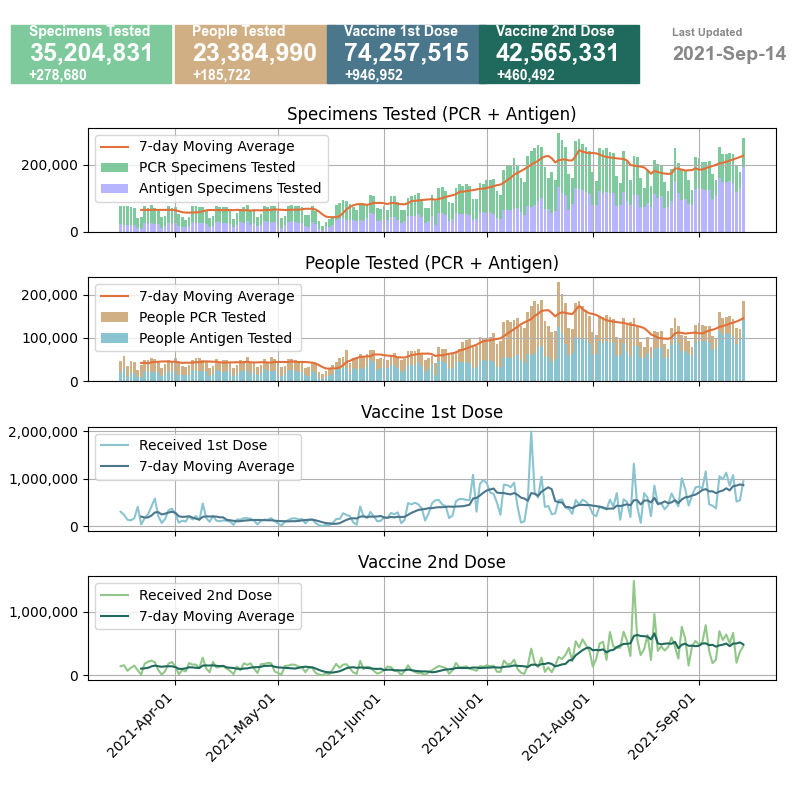 Specimens Tested
35,204,831
+278,680
People Tested
23,384,990
+185,722
Vaccine 1st Dose
74,257,515
+946,952
Vaccine 2nd Dose
42,565,331
+460,492
Last Updated
2021-Sep-14
Specimens Tested (PCR + Antigen)
7-day Moving Average
PCR Specimens Tested
Antigen Specimens Tested
200,000
0
People Tested (PCR + Antigen)
7-day Moving Average
People PCR Tested
People Antigen Tested
200,000
100,000
0
Vaccine 1st Dose
Received 1st Dose
7-day Moving Average
2,000,000
1,000,000
0
Vaccine 2nd Dose
Received 2nd Dose
7-day Moving Average
1,000,000
0
2021-Apr-01
2021-May-01
2021-Jun-01
2021-Jul-01
2021-Aug-01
2021-Sep-01